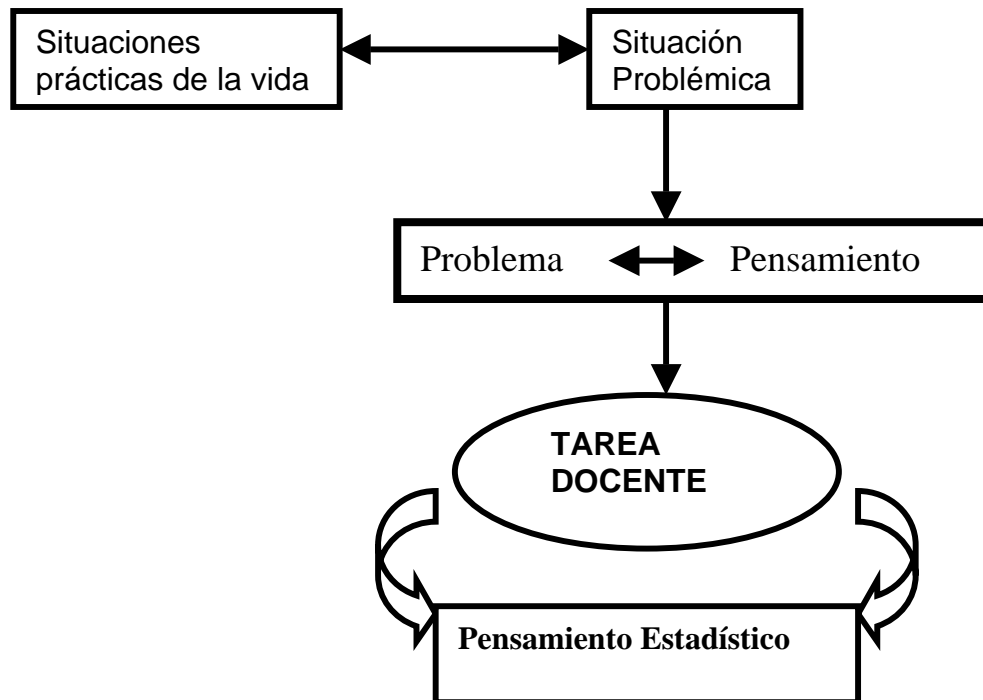 Situaciones
prácticas de la vida
Situación
Problémica
Problema Pensamiento
TAREA
DOCENTE
Pensamiento Estadístico